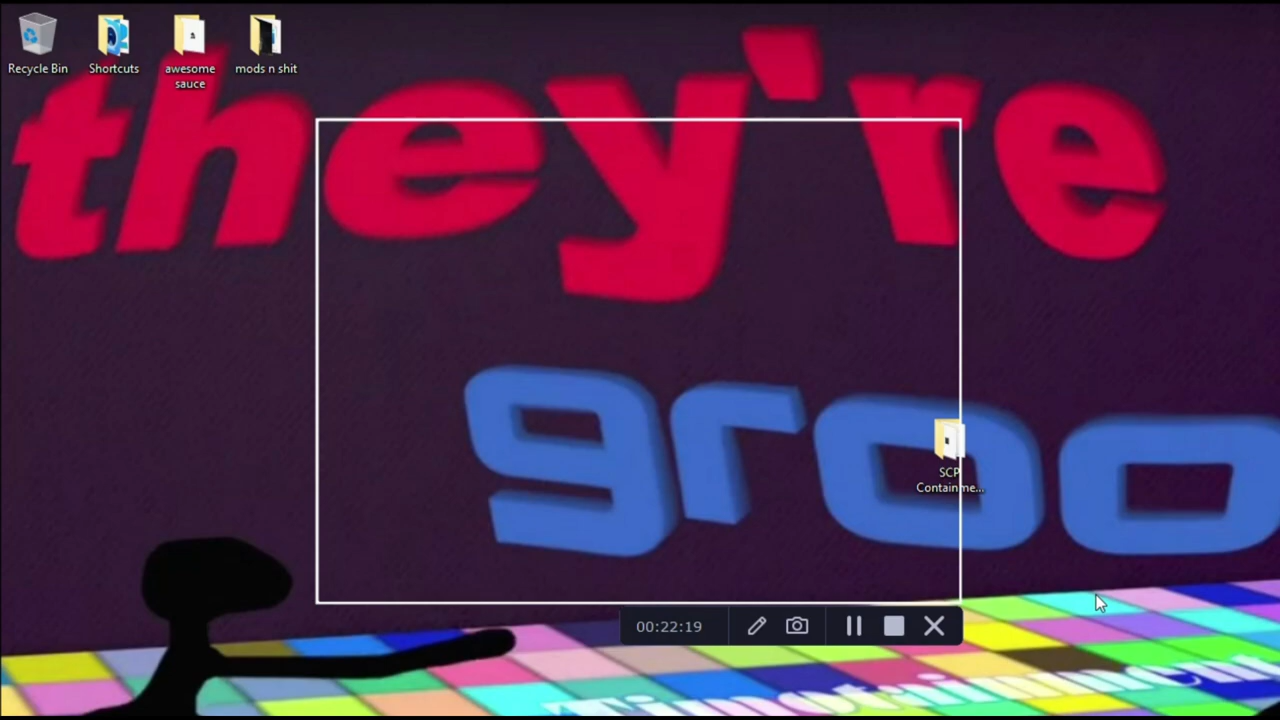 Recycle Bin
Shortcuts
awesome
sauce
mods n shit
they're
groo
SCP
Containme...
00:22:19